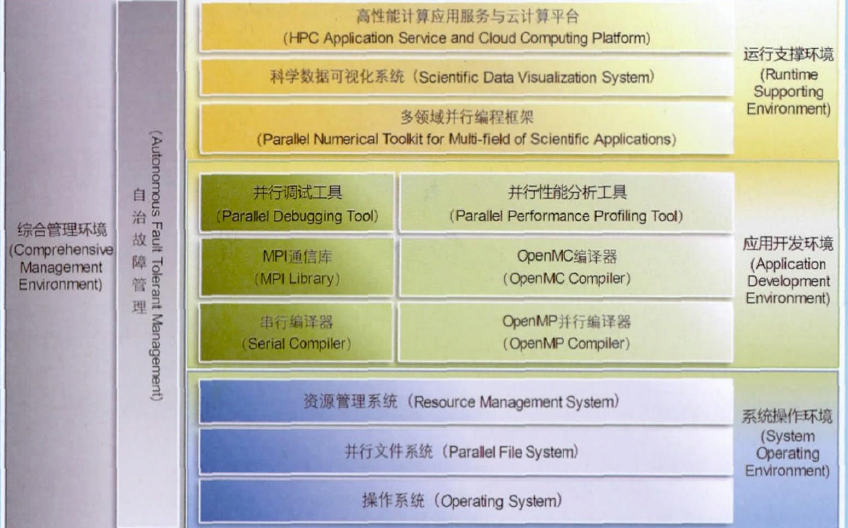 综合管理环境
(Comprehensive
Management
Environment)
自治故障管理
(Autonomous Fault Tolerant Management)
高性能计算应用服务与云计算平台
(HPC Application Service and Cloud Computing Platform)
科学数据可视化系统 (Scientific Data Visualization System)
多领域并行编程框架
(Parallel Numerical Toolkit for Multi-field of Scientific Applications)
运行支撑环境
(Runtime
Supporting
Environment)
并行调试工具
(Parallel Debugging Tool)
并行性能分析工具
(Parallel Performance Profiling Tool)
MPI通信库
(MPI Library)
OpenMC编译器
(OpenMC Compiler)
串行编译器
(Serial Compiler)
OpenMP并行编译器
(OpenMP Compiler)
应用开发环境
(Application
Development
Environment)
资源管理系统 (Resource Management System)
并行文件系统 (Parallel File System)
操作系统 (Operating System)
系统操作环境
(System
Operating
Environment)